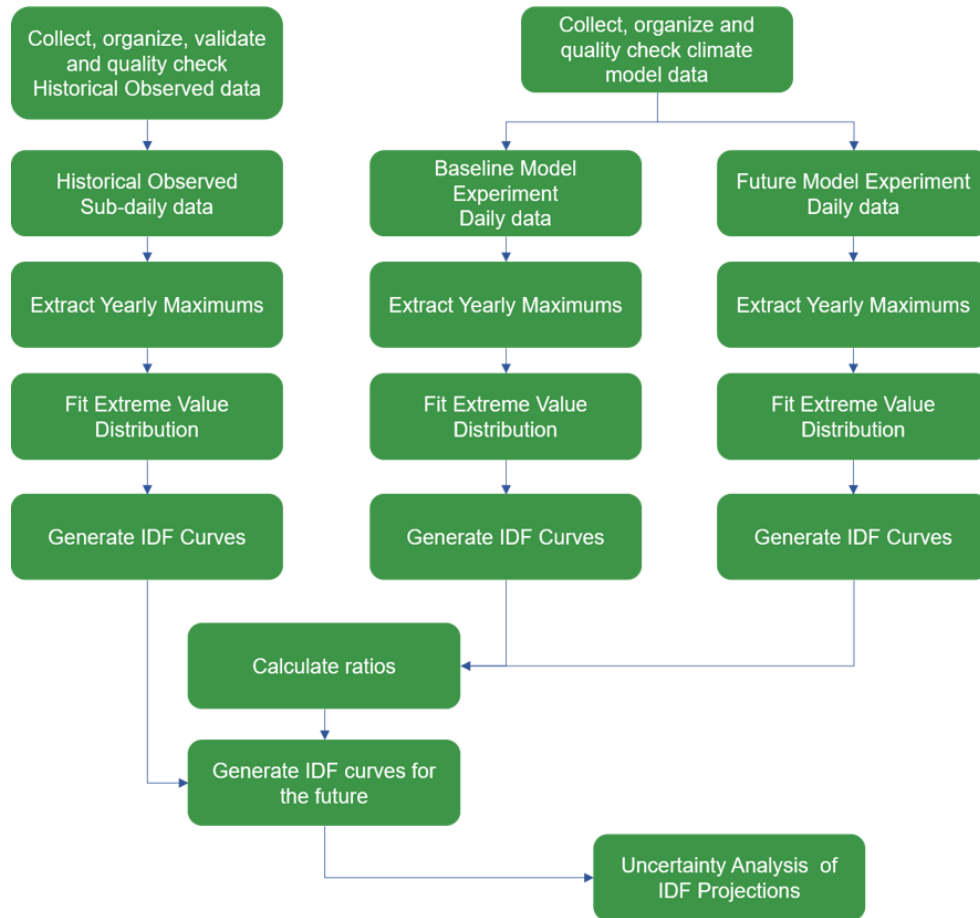 Collect, organize, validate
and quality check
Historical Observed data
Collect, organize and
quality check climate
model data
Historical Observed
Sub-daily data
Baseline Model
Experiment
Daily data
Future Model Experiment
Daily data
Extract Yearly Maximums
Extract Yearly Maximums
Extract Yearly Maximums
Fit Extreme Value
Distribution
Fit Extreme Value
Distribution
Fit Extreme Value
Distribution
Generate IDF Curves
Generate IDF Curves
Generate IDF Curves
Calculate ratios
Generate IDF curves for
the future
Uncertainty Analysis of
IDF Projections